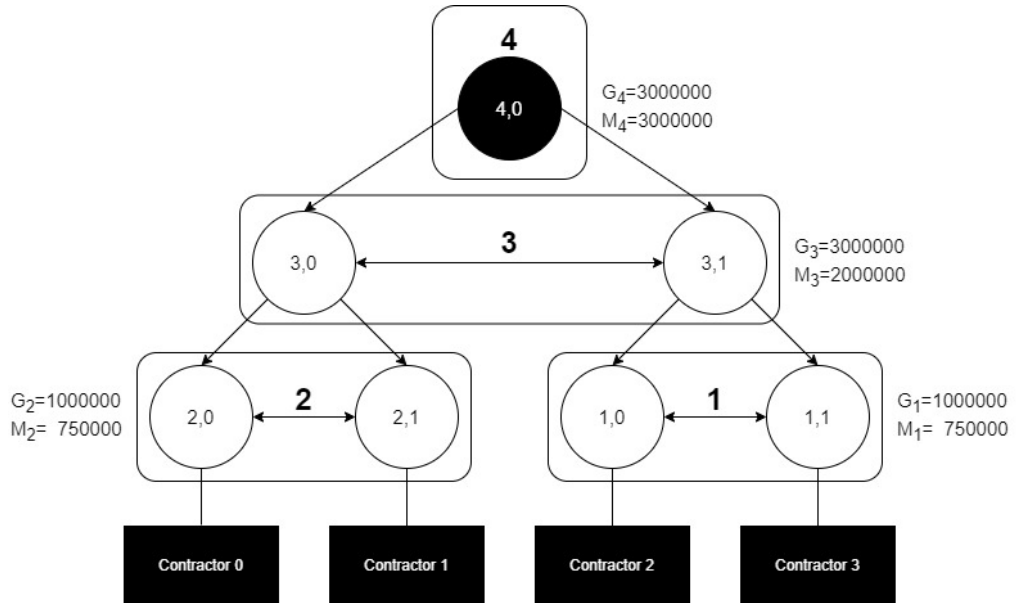 4
4,0
G4=3000000
M4=3000000
3,0
3
3,1
G3=3000000
M3=2000000
G2=1000000
M2= 750000
2,0
2
2,1
1,0
1
1,1
G1=1000000
M1= 750000
Contractor 0
Contractor 1
Contractor 2
Contractor 3